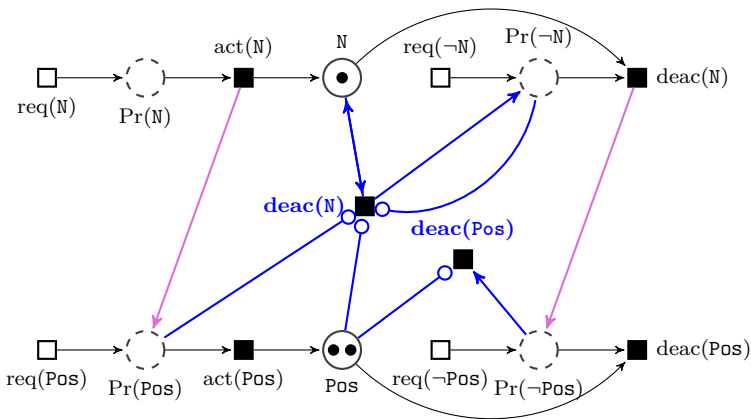 act(N)
N
req(¬N)
Pr(¬N)
deac(N)
req(N)
Pr(N)
deac(N)
deac(Pos)
deac(Pos)
req(Pos)
Pr(Pos)
act(Pos)
Pos
req(¬Pos)
Pr(¬Pos)